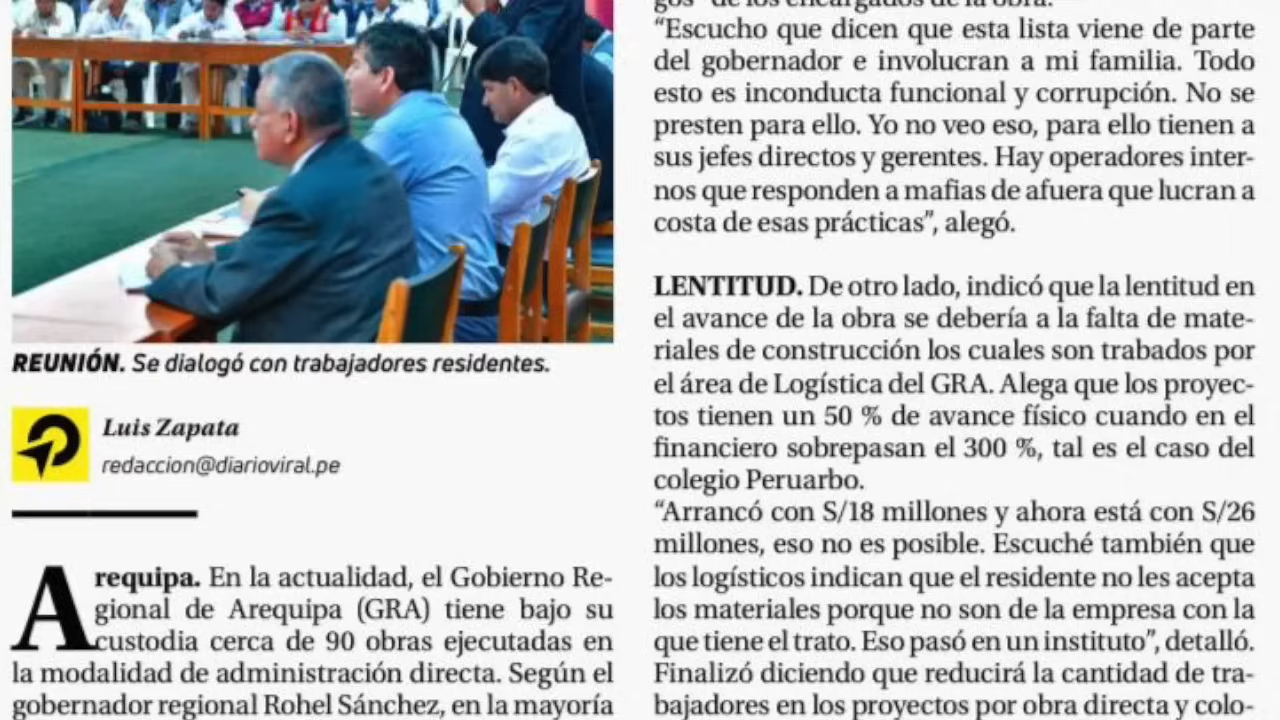 REUNIÓN. Se dialogó con trabajadores residentes.
Luis Zapata
redaccion@diarioviral.pe
Arequipa. En la actualidad, el Gobierno Re-
gional de Arequipa (GRA) tiene bajo su
custodia cerca de 90 obras ejecutadas en
la modalidad de administración directa. Según el
gobernador regional Rohel Sánchez, en la mayoría
gos" de los encargados de la obra.
“Escucho que dicen que esta lista viene de parte
del gobernador e involucran a mi familia. Todo
esto es inconducta funcional y corrupción. No se
presten para ello. Yo no veo eso, para ello tienen a
sus jefes directos y gerentes. Hay operadores inter-
nos que responden a mafias de afuera que lucran a
costa de esas prácticas”, alegó.
LENTITUD. De otro lado, indicó que la lentitud en
el avance de la obra se debería a la falta de mate-
riales de construcción los cuales son trabados por
el área de Logística del GRA. Alega que los proyec-
tos tienen un 50 % de avance físico cuando en el
financiero sobrepasan el 300 %, tal es el caso del
colegio Peruarbo.
“Arrancó con S/18 millones y ahora está con S/26
millones, eso no es posible. Escuché también que
los logísticos indican que el residente no les acepta
los materiales porque no son de la empresa con la
que tiene el trato. Eso pasó en un instituto”, detalló.
Finalizó diciendo que reducirá la cantidad de tra-
bajadores en los proyectos por obra directa y colo-